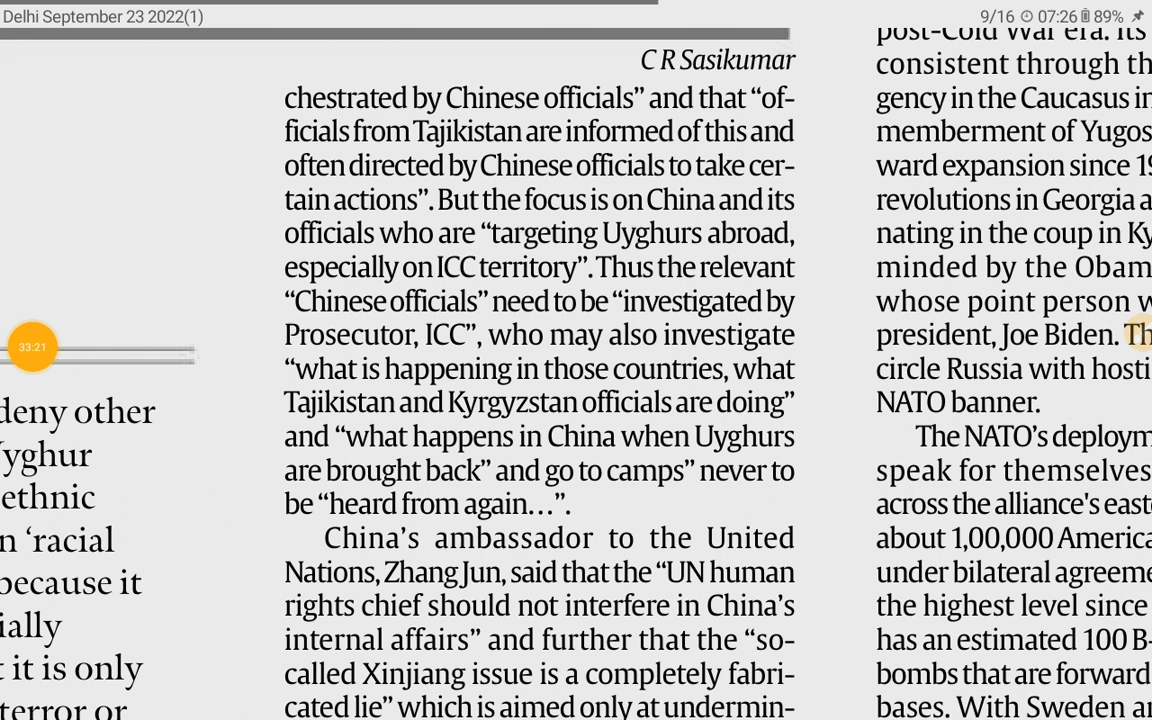 Delhi September 23 2022(1)
9/16 07:26 89%
C R Sasikumar
33:21
deny other
Uyghur
ethnic
n ‘racial
because it
ially
t it is only
terror or
chestrated by Chinese officials” and that “of-
ficials from Tajikistan are informed of this and
often directed by Chinese officials to take cer-
tain actions”. But the focus is on China and its
officials who are “targeting Uyghurs abroad,
especially on ICC territory”. Thus the relevant
“Chinese officials” need to be “investigated by
Prosecutor, ICC”, who may also investigate
“what is happening in those countries, what
Tajikistan and Kyrgyzstan officials are doing”
and “what happens in China when Uyghurs
are brought back” and go to camps” never to
be “heard from again...”.
China’s ambassador to the United
Nations, Zhang Jun, said that the “UN human
rights chief should not interfere in China’s
internal affairs” and further that the “so-
called Xinjiang issue is a completely fabri-
cated lie” which is aimed only at undermin-
post-Cold War era. Its
consistent through th
gency in the Caucasus in
memberment of Yugos
ward expansion since 19
revolutions in Georgia a
nating in the coup in Ky
minded by the Obam
whose point person w
president, Joe Biden. Th
circle Russia with hosti
NATO banner.
The NATO’s deploym
speak for themselves
across the alliance's easte
about 1,00,000 America
under bilateral agreeme
the highest level since
has an estimated 100 B-
bombs that are forward
bases. With Sweden an